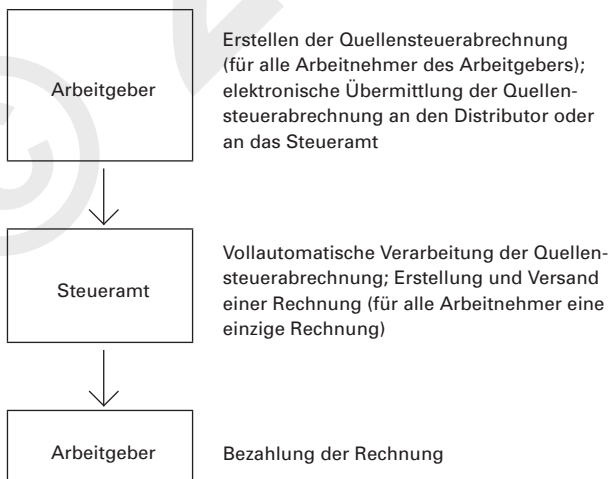 Arbeitgeber
Erstellen der Quellensteuerabrechnung
(für alle Arbeitnehmer des Arbeitgebers);
elektronische Übermittlung der Quellen-
steuerabrechnung an den Distributor oder
an das Steueramt
Steueramt
Vollautomatische Verarbeitung der Quellen-
steuerabrechnung; Erstellung und Versand
einer Rechnung (für alle Arbeitnehmer eine
einzige Rechnung)
Arbeitgeber
Bezahlung der Rechnung